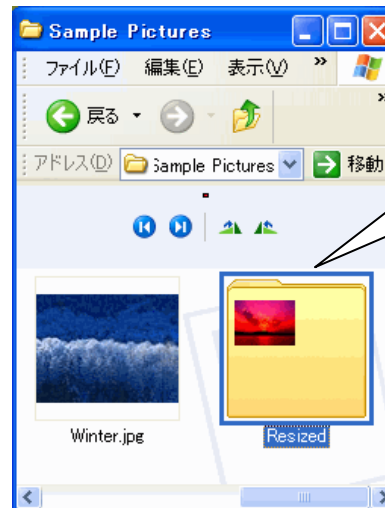 Sample Pictures
ファイル(F) 編集(E) 表示(V) »
戻る
アドレス(D) Sample Pictures 移動
Winter.jpg
Resized